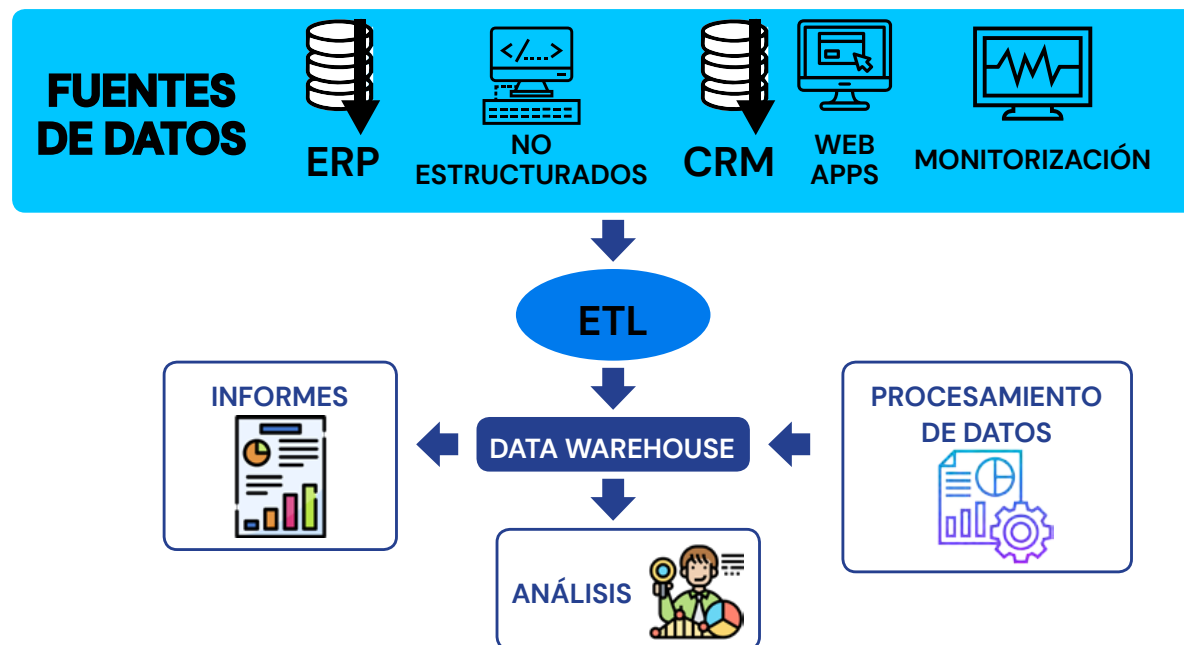 FUENTES
DE DATOS
ERP
</....>
NO
ESTRUCTURADOS
CRM
WEB
APPS
MONITORIZACIÓN
ETL
INFORMES
DATA WAREHOUSE
PROCESAMIENTO
DE DATOS
ANÁLISIS